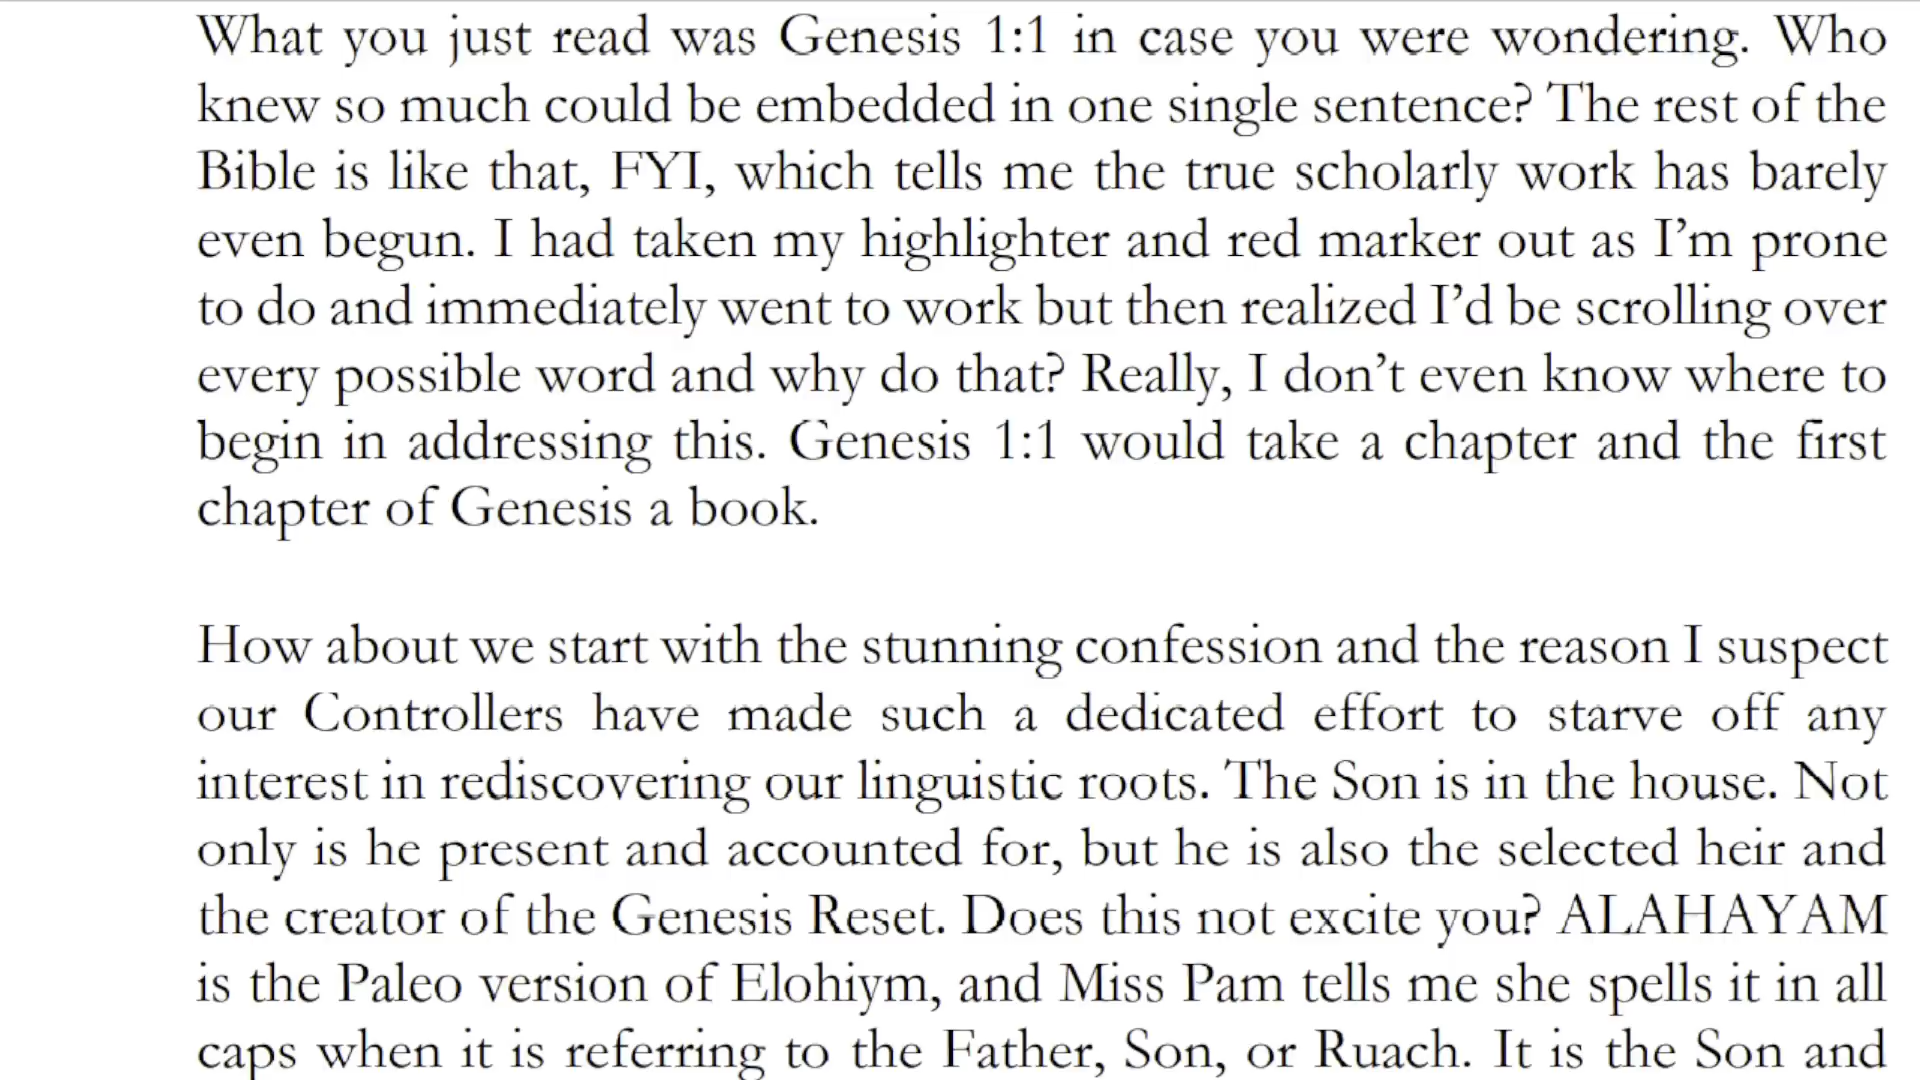 What you just read was Genesis 1:1 in case you were wondering. Who
knew so much could be embedded in one single sentence? The rest of the
Bible is like that, FYI, which tells me the true scholarly work has barely
even begun. I had taken my highlighter and red marker out as I’m prone
to do and immediately went to work but then realized I’d be scrolling over
every possible word and why do that? Really, I don’t even know where to
begin in addressing this. Genesis 1:1 would take a chapter and the first
chapter of Genesis a book.
How about we start with the stunning confession and the reason I suspect
our Controllers have made such a dedicated effort to starve off any
interest in rediscovering our linguistic roots. The Son is in the house. Not
only is he present and accounted for, but he is also the selected heir and
the creator of the Genesis Reset. Does this not excite you? ALAHAYAM
is the Paleo version of Elohiym, and Miss Pam tells me she spells it in all
caps when it is referring to the Father, Son, or Ruach. It is the Son and